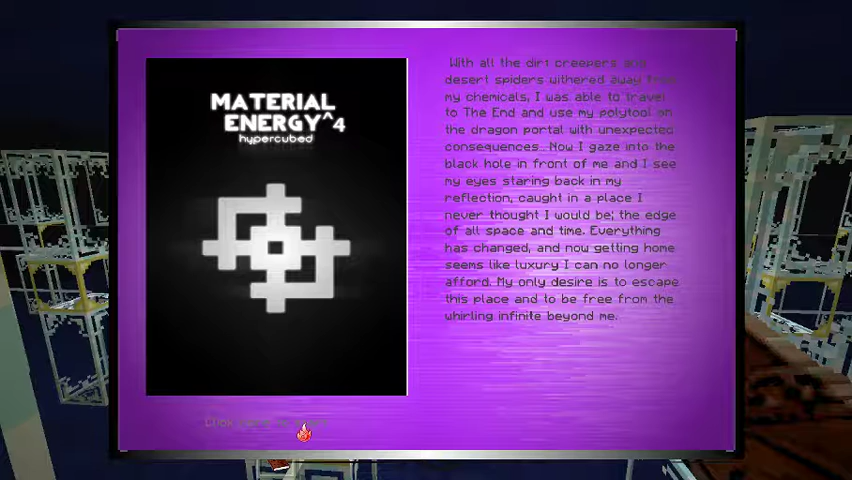 MATERIAL
ENERGY^4
hypercubed
With all the dirt creepers and
desert spiders withered away from
my chemicals, I was able to travel
to The End and use my polytool on
the dragon portal with unexpected
consequences... Now I gaze into the
black hole in front of me and I see
my eyes staring back in my
reflection, caught in a place I
never thought I would be; the edge
of all space and time. Everything
has changed, and now getting home
seems like luxury I can no longer
afford. My only desire is to escape
this place and to be free from the
whirling infinite beyond me.
Click